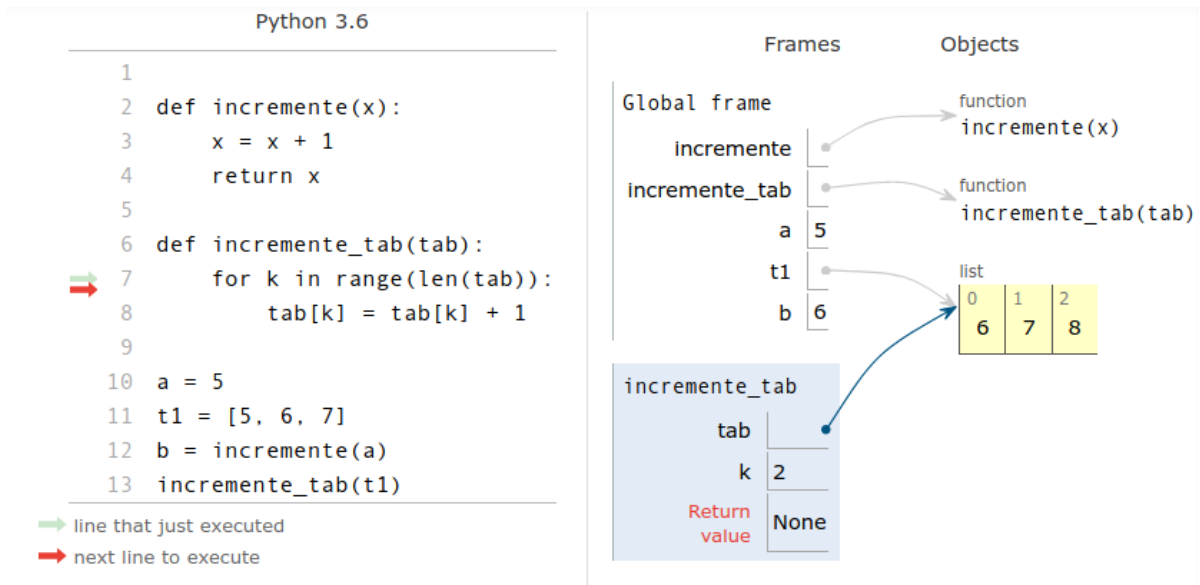 Python 3.6
1
2 def incremente(x):
3     x = x + 1
4     return x
5
6 def incremente_tab(tab):
7     for k in range(len(tab)):
8         tab[k] = tab[k] + 1
9
10 a = 5
11 t1 = [5, 6, 7]
12 b = incremente(a)
13 incremente_tab(t1)
line that just executed
next line to execute
Frames Objects
Global frame
incremente
incremente_tab
a 5
t1
b 6
function
incremente(x)
function
incremente_tab(tab)
list
0 1 2
6 7 8
incremente_tab
tab
k 2
Return
value None